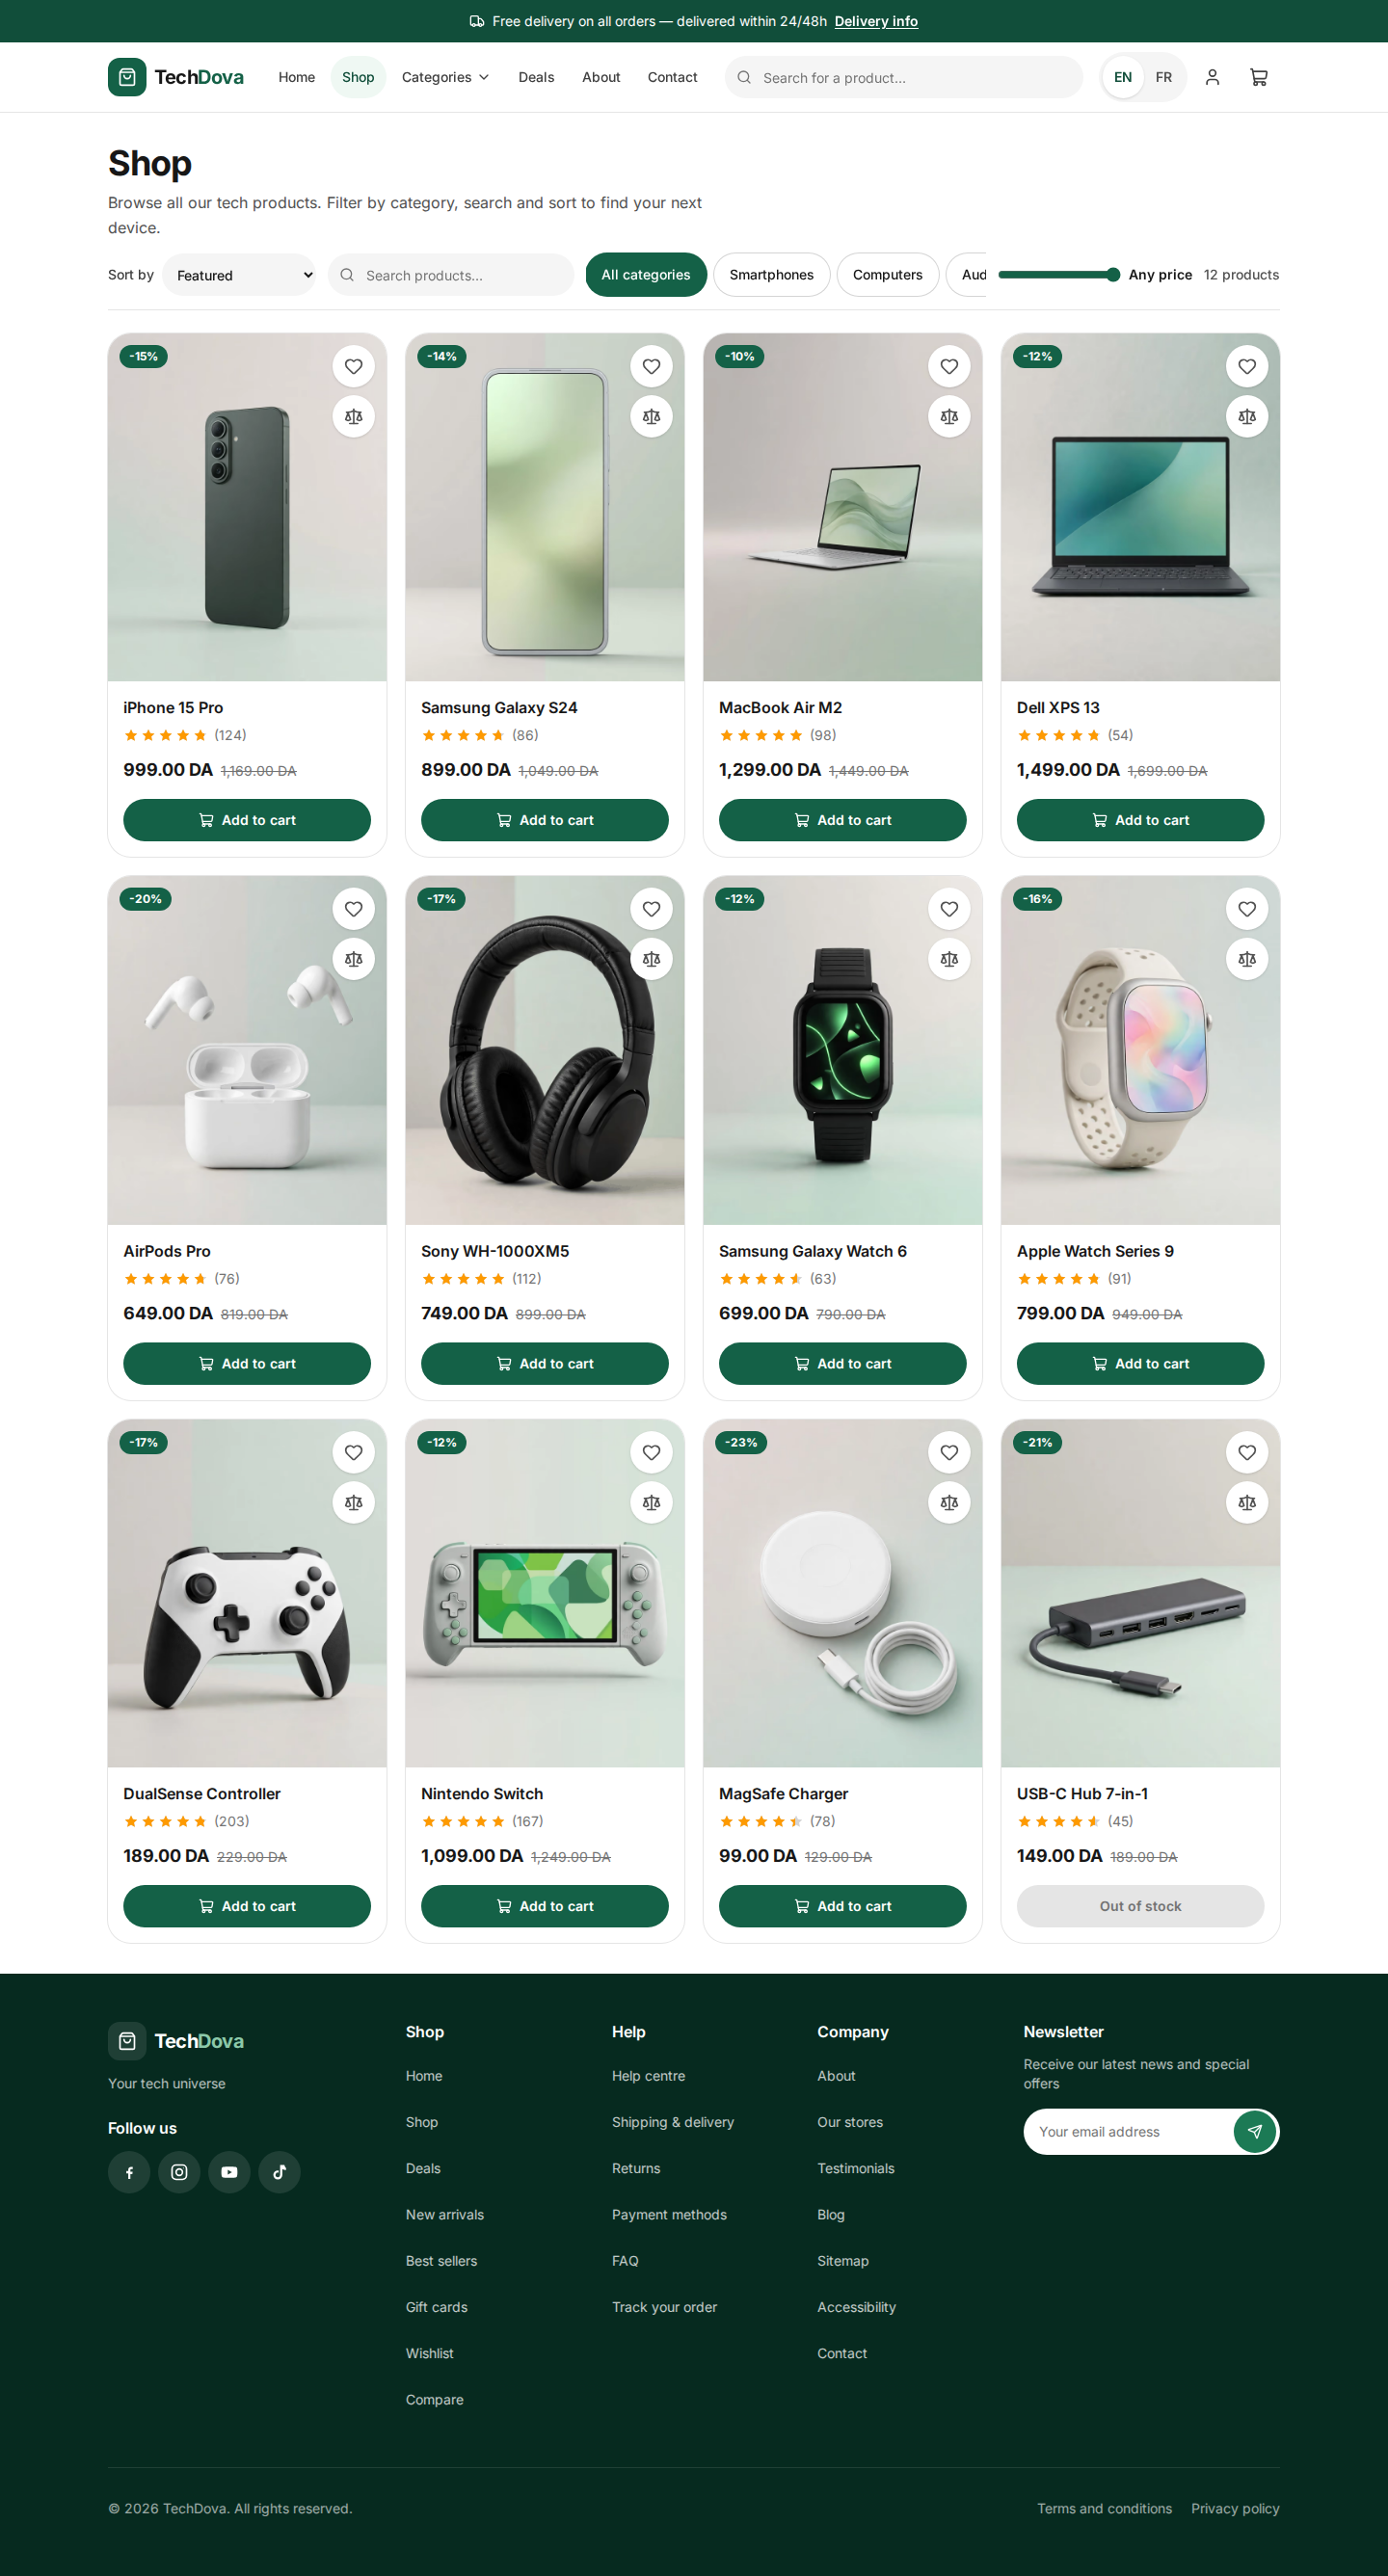 Free delivery on all orders — delivered within 24/48h Delivery info
TechDova Home Shop Categories Deals About Contact Search for a product... EN FR
Shop
Browse all our tech products. Filter by category, search and sort to find your next
device.
Sort by Featured Search products... All categories Smartphones Computers Aud Any price 12 products
-15% -14% -10% -12%
iPhone 15 Pro Samsung Galaxy S24 MacBook Air M2 Dell XPS 13
(124) (86) (98) (54)
999.00 DA 1,169.00 DA 899.00 DA 1,049.00 DA 1,299.00 DA 1,449.00 DA 1,499.00 DA 1,699.00 DA
Add to cart Add to cart Add to cart Add to cart
-20% -17% -12% -16%
AirPods Pro Sony WH-1000XM5 Samsung Galaxy Watch 6 Apple Watch Series 9
(76) (112) (63) (91)
649.00 DA 819.00 DA 749.00 DA 899.00 DA 699.00 DA 790.00 DA 799.00 DA 949.00 DA
Add to cart Add to cart Add to cart Add to cart
-17% -12% -23% -21%
DualSense Controller Nintendo Switch MagSafe Charger USB-C Hub 7-in-1
(203) (167) (78) (45)
189.00 DA 229.00 DA 1,099.00 DA 1,249.00 DA 99.00 DA 129.00 DA 149.00 DA 189.00 DA
Add to cart Add to cart Add to cart Out of stock
TechDova
Your tech universe
Follow us
Shop
Home
Shop
Deals
New arrivals
Best sellers
Gift cards
Wishlist
Compare
Help
Help centre
Shipping & delivery
Returns
Payment methods
FAQ
Track your order
Company
About
Our stores
Testimonials
Blog
Sitemap
Accessibility
Contact
Newsletter
Receive our latest news and special
offers
Your email address
© 2026 TechDova. All rights reserved. Terms and conditions Privacy policy